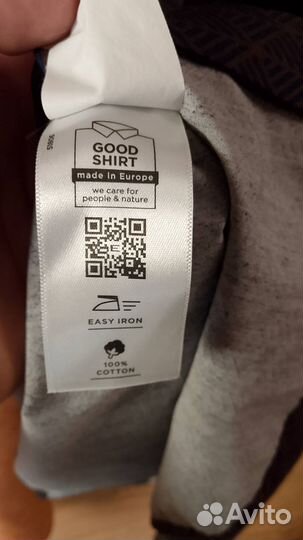 GOOD
SHIRT
made in Europe
we care for
people & nature
EASY IRON
100%
COTTON
Avito